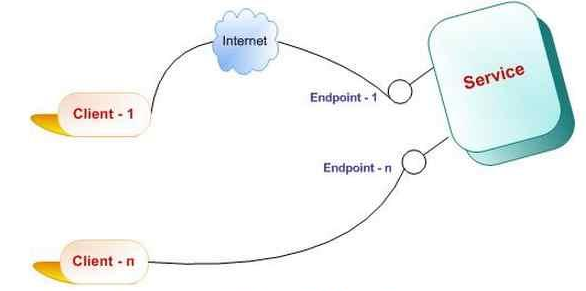 Internet
Service
Endpoint - 1
Client - 1
Endpoint - n
Client - n